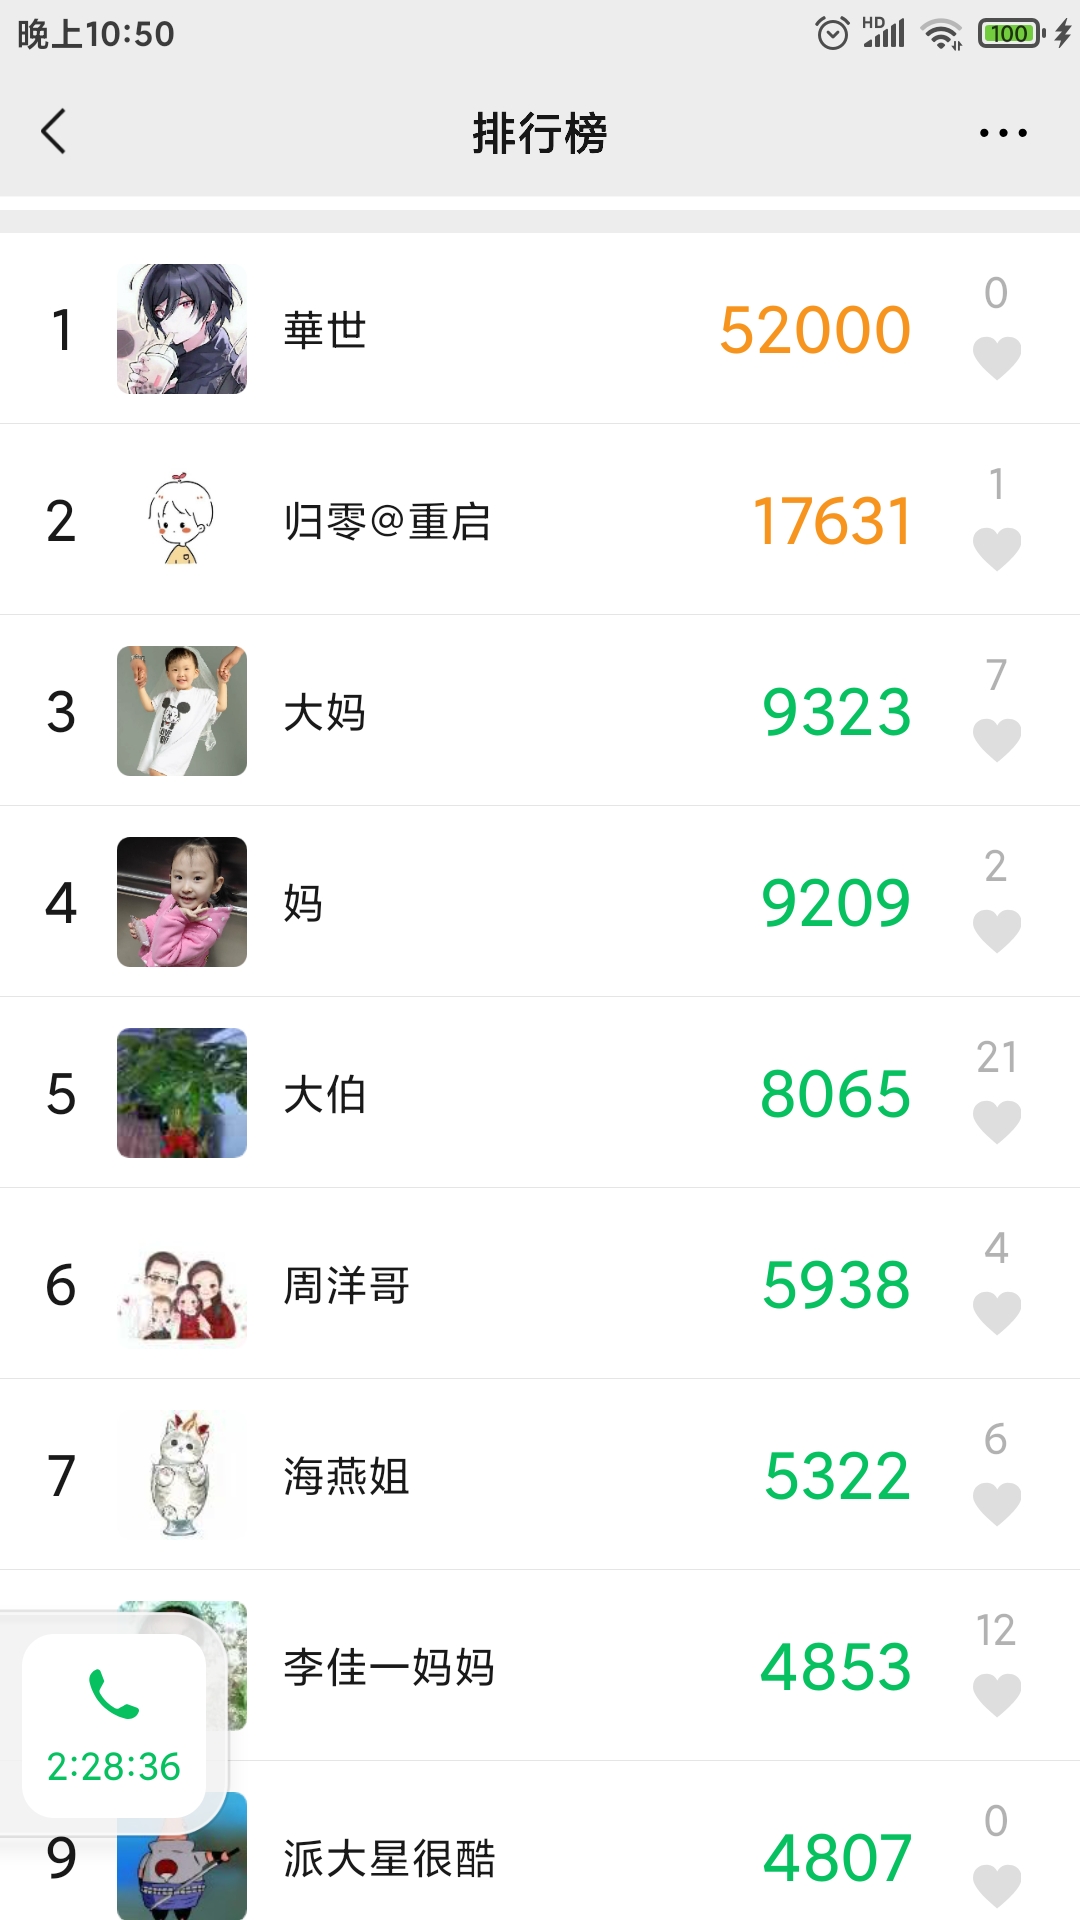 晚上10:50 HD 100
排行榜
1 華世 52000 0
2 归零@重启 17631 1
3 大妈 9323 7
4 妈 9209 2
5 大伯 8065 21
6 周洋哥 5938 4
7 海燕姐 5322 6
李佳一妈妈 4853 12
2:28:36
9 派大星很酷 4807 0